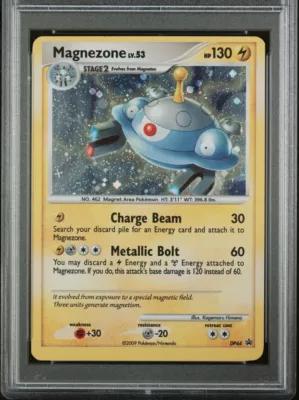 Magnezone LV.53 HP 130
STAGE 2 Evolves from Magneton
NO. 462 Magnet Area Pokémon HT: 3'11" WT: 396.8 lbs.
Charge Beam 30
Search your discard pile for an Energy card and attach it to
Magnezone.
Metallic Bolt 60
You may discard a Energy and a Energy attached to
Magnezone. If you do, this attack's base damage is 120 instead of 60.
It evolved from exposure to a special magnetic field.
Three units generate magnetism.
Illus. Kagemaru Himeno
weakness resistance retreat cost
+30 -20
©2009 Pokémon/Nintendo DP44